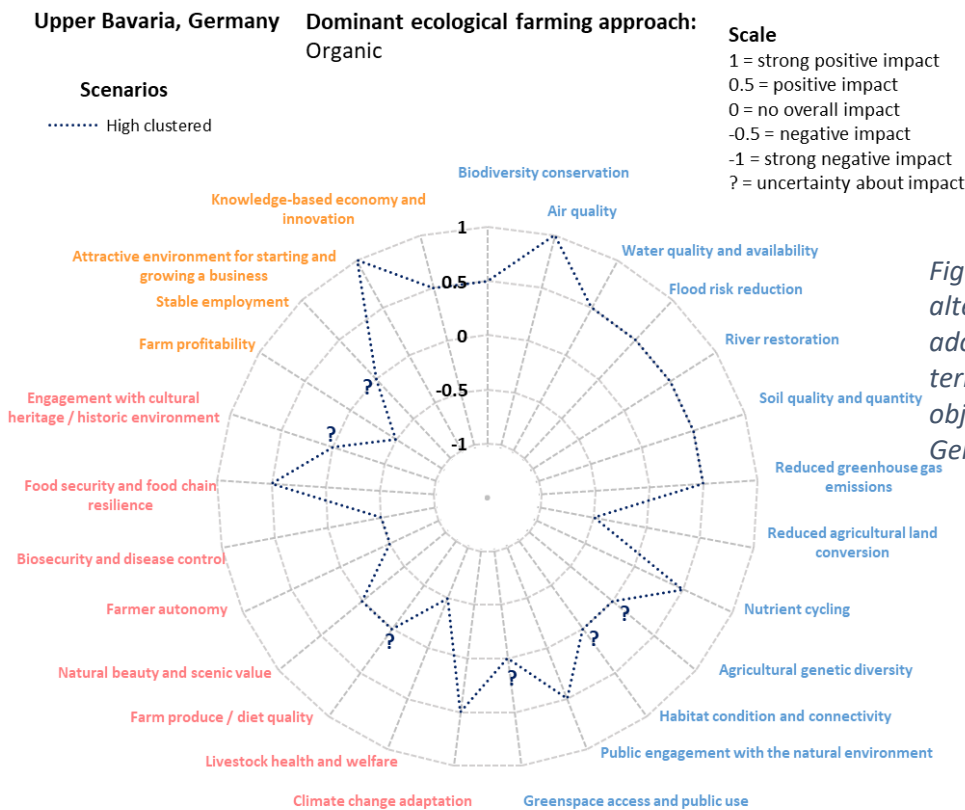 Upper Bavaria, Germany
Dominant ecological farming approach:
Organic
Scale
1 = strong positive impact
0.5 = positive impact
0 = no overall impact
-0.5 = negative impact
-1 = strong negative impact
? = uncertainty about impact
Scenarios
High clustered
Biodiversity conservation
Air quality
Water quality and availability
Flood risk reduction
River restoration
Soil quality and quantity
Reduced greenhouse gas
emissions
Reduced agricultural land
conversion
Nutrient cycling
Agricultural genetic diversity
Habitat condition and connectivity
Public engagement with the natural environment
Greenspace access and public use
Climate change adaptation
Livestock health and welfare
Farm produce / diet quality
Natural beauty and scenic value
Farmer autonomy
Biosecurity and disease control
Food security and food chain
resilience
Engagement with cultural
heritage / historic environment
Farm profitability
Stable employment
Attractive environment for starting and
growing a business
Knowledge-based economy and
innovation
1
0.5
0
-0.5
-1
?
?
?
?
?
?
Fig
alte
ado
ter
obj
Ger